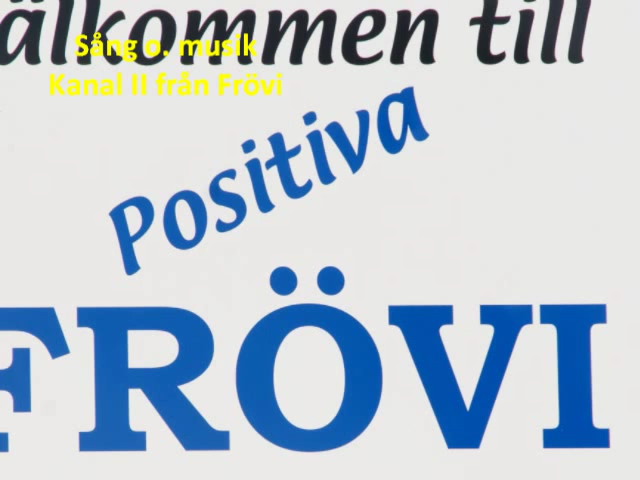 älkommen till
Sång o. musik
Kanal II från Frövi
Positiva
FRÖVI